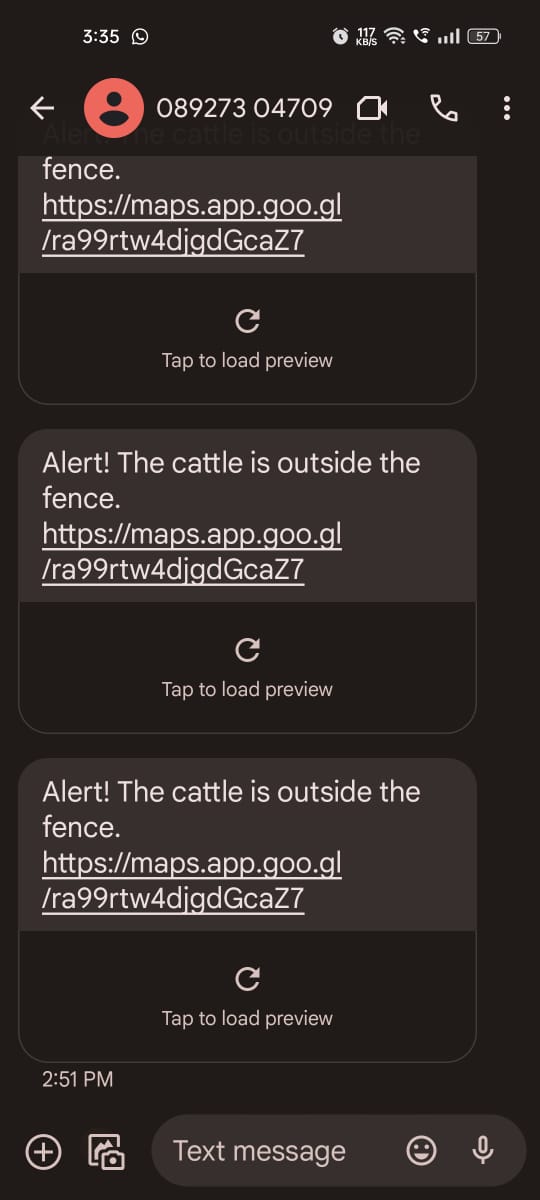 3:35
117
KB/S
57
089273 04709
Alert! The cattle is outside the
fence.
https://maps.app.goo.gl
/ra99rtw4djgdGcaZ7
Tap to load preview
Alert! The cattle is outside the
fence.
https://maps.app.goo.gl
/ra99rtw4djgdGcaZ7
Tap to load preview
Alert! The cattle is outside the
fence.
https://maps.app.goo.gl
/ra99rtw4djgdGcaZ7
Tap to load preview
2:51 PM
Text message